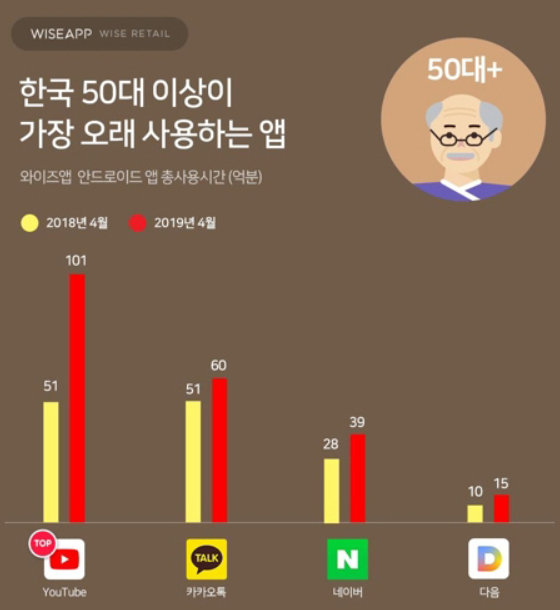 WISEAPP WISE RETAIL
50대+
한국 50대 이상이
가장 오래 사용하는 앱
와이즈앱 안드로이드 앱 총사용시간 (억분)
2018년 4월 2019년 4월
101
51
51
60
28
39
10
15
TOP
TALK
N
D
YouTube
카카오톡
네이버
다음